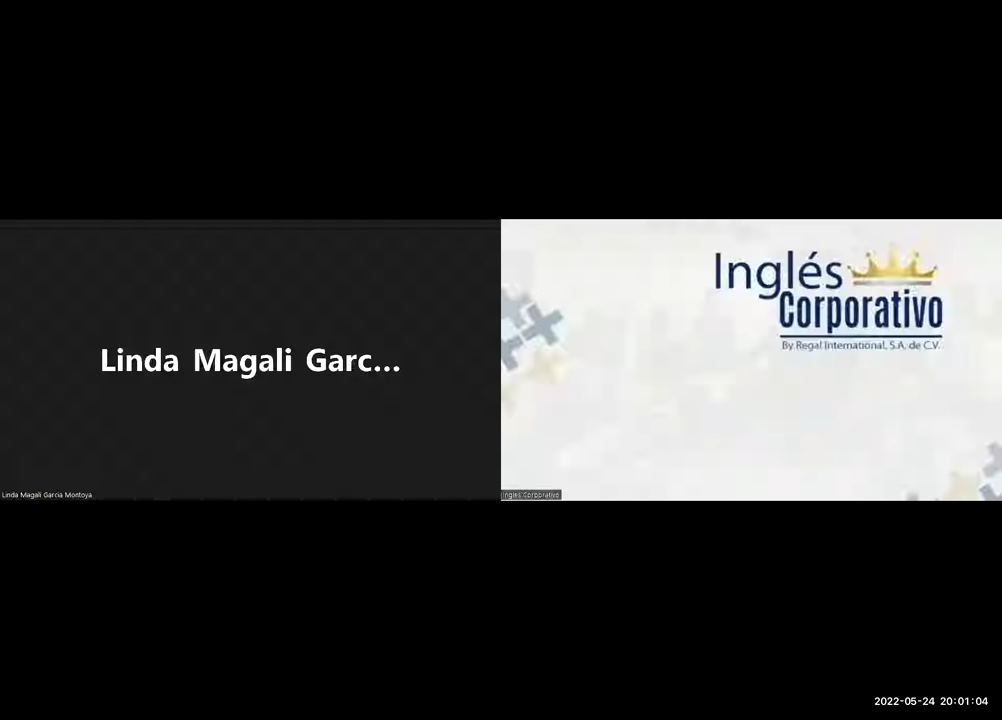 Linda Magali Garc...
Linda Magali Garcia Montoya
Inglés
Corporativo
By Regal International, S.A. de C.V.
Inglés Corporativo
2022-05-24 20:01:04